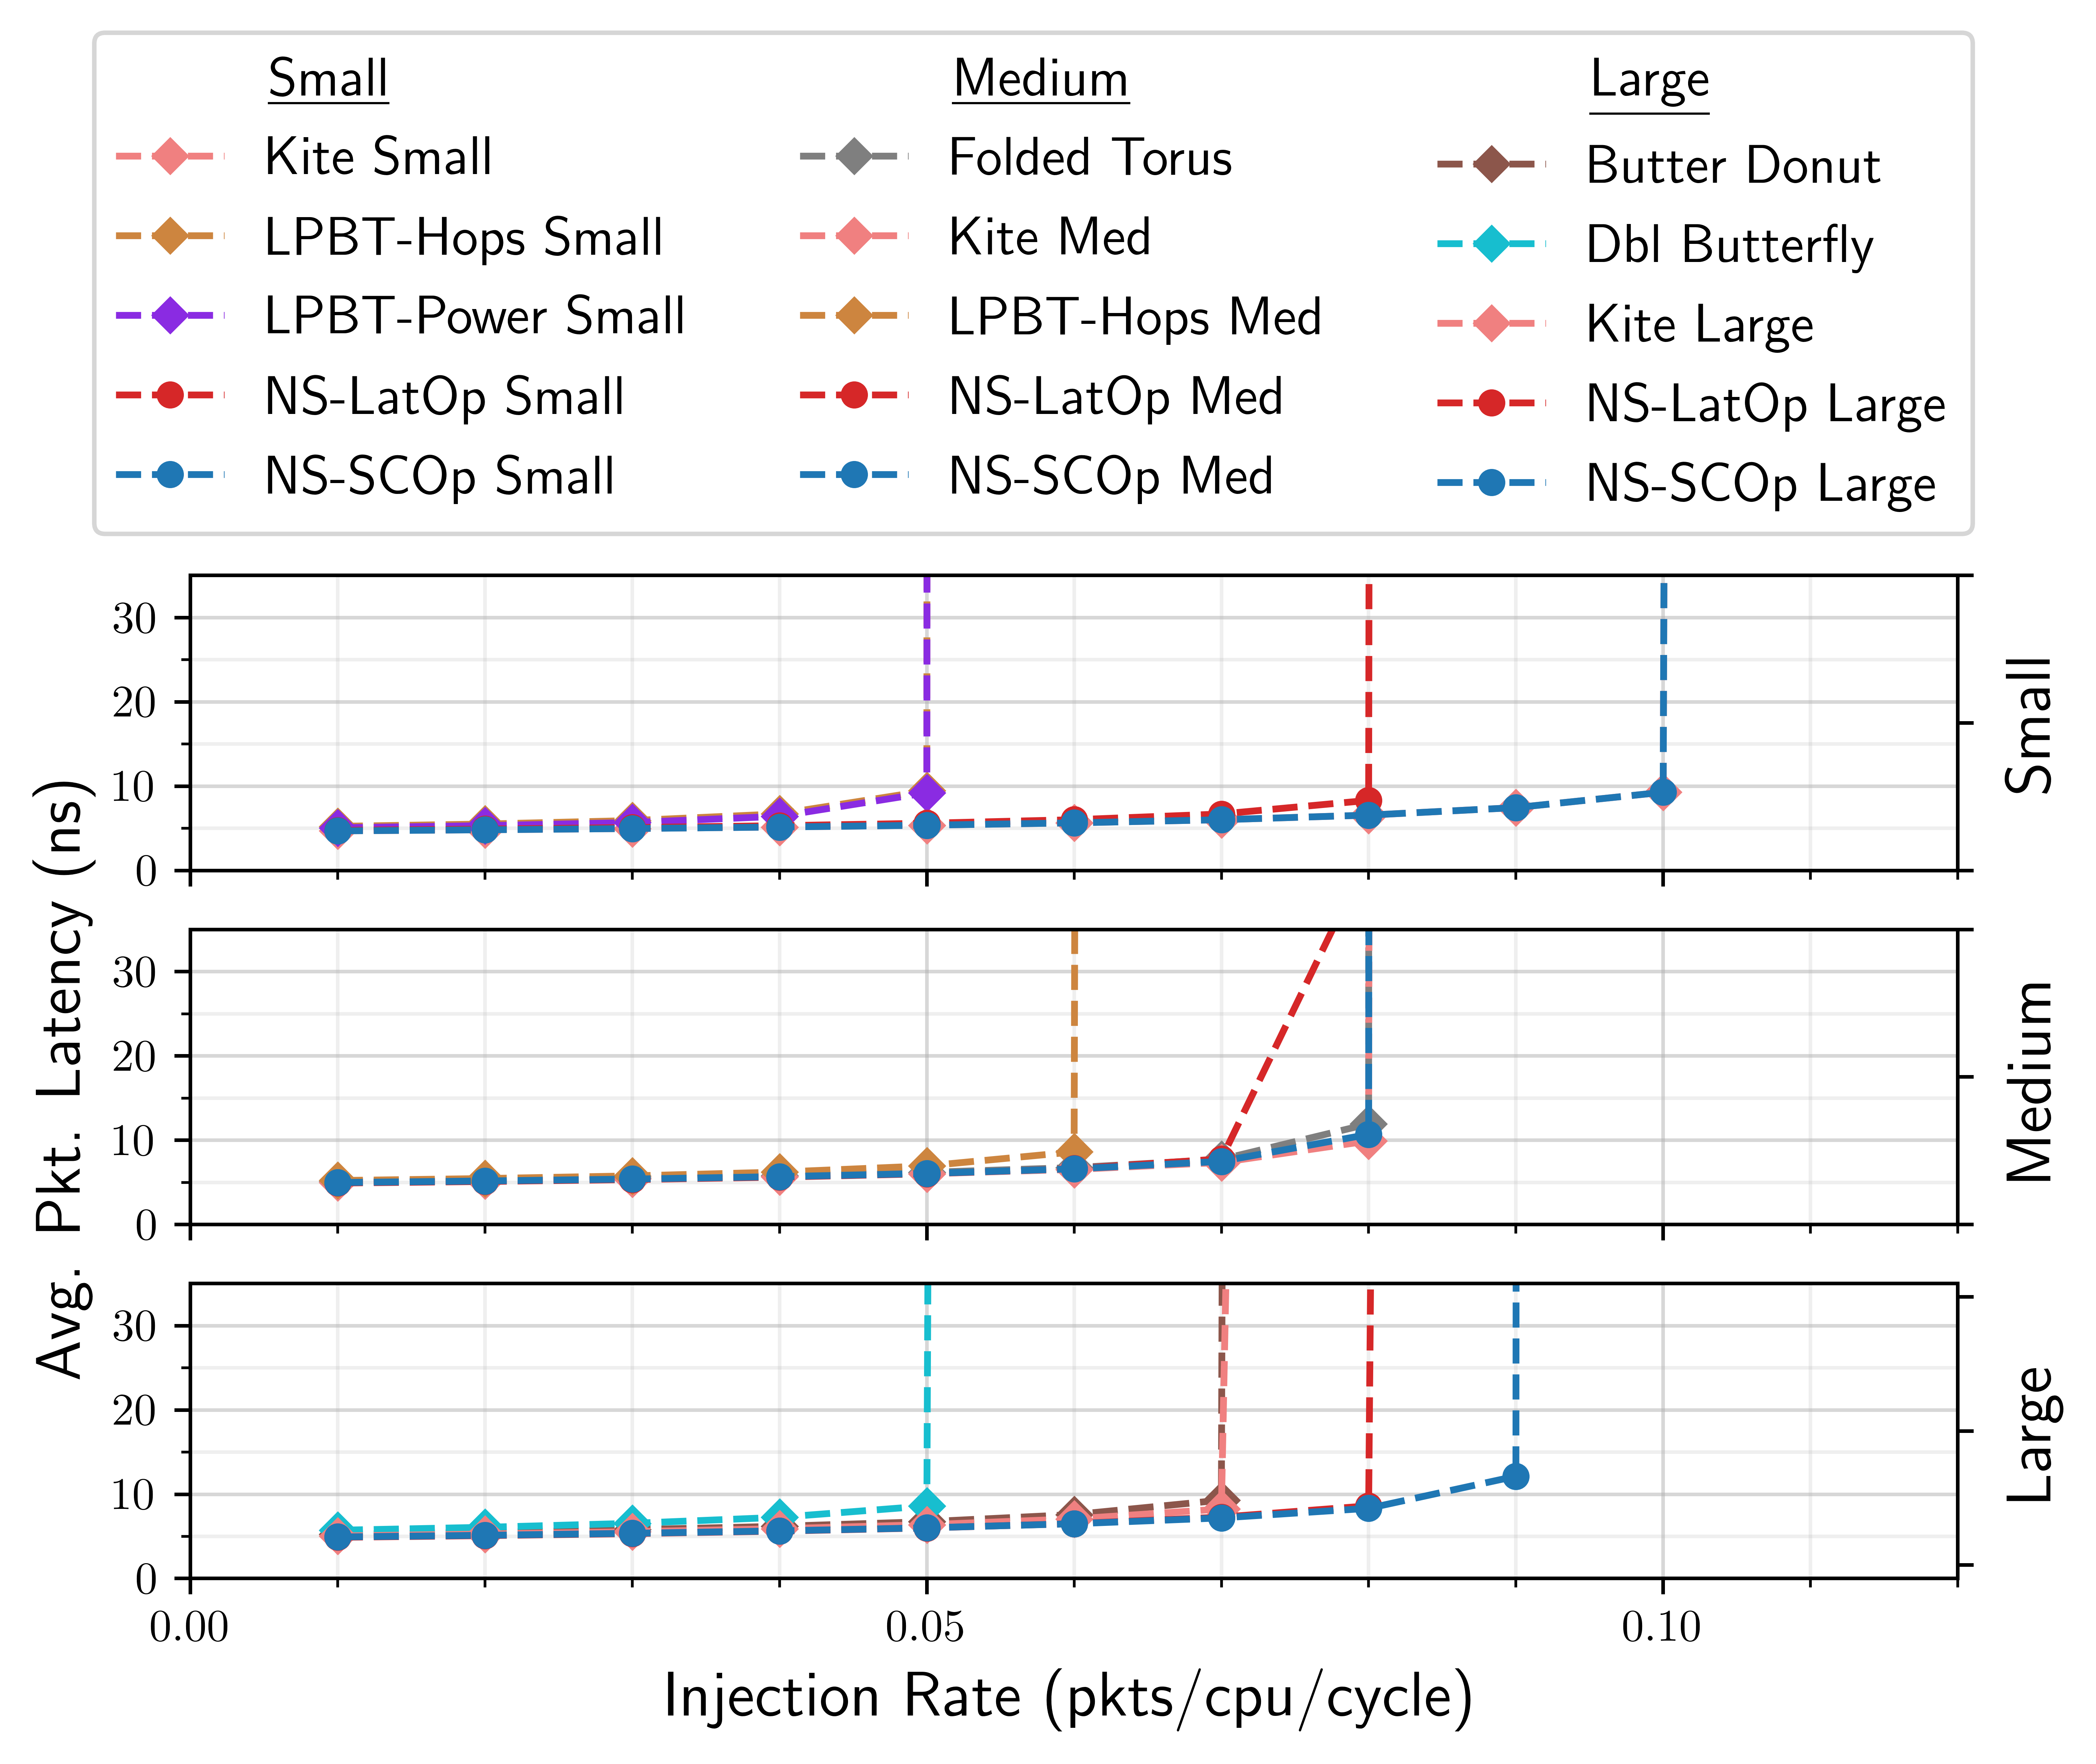 Small
Kite Small
LPBT-Hops Small
LPBT-Power Small
NS-LatOp Small
NS-SCOp Small
Medium
Folded Torus
Kite Med
LPBT-Hops Med
NS-LatOp Med
NS-SCOp Med
Large
Butter Donut
Dbl Butterfly
Kite Large
NS-LatOp Large
NS-SCOp Large
Avg. Pkt. Latency (ns)
30
20
10
0
Small
30
20
10
0
Medium
30
20
10
0
Large
0.00 0.05 0.10
Injection Rate (pkts/cpu/cycle)